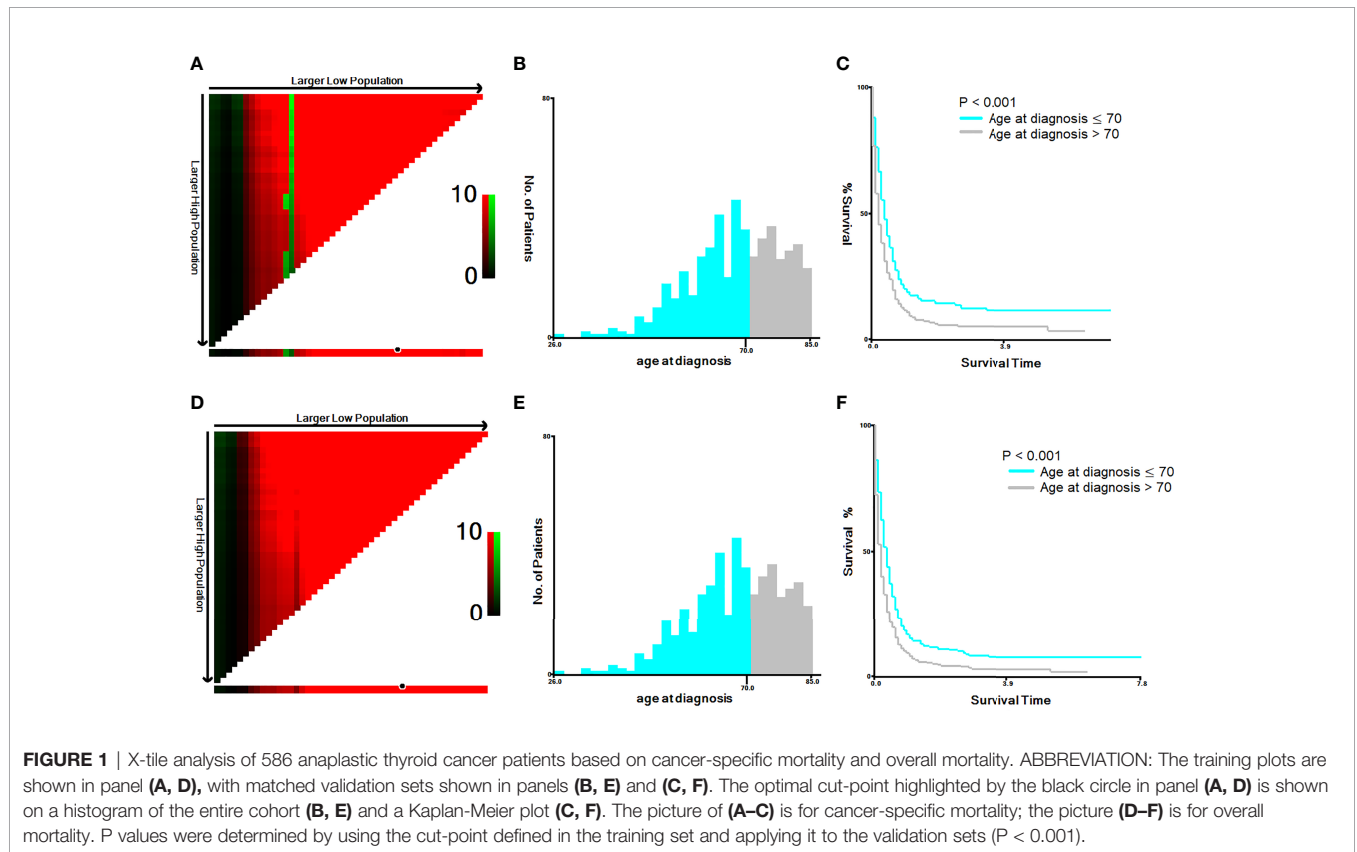 A
Larger Low Population
Larger High Population
10
0
B
80
No. of Patients
0
26.0
70.0
85.0
age at diagnosis
C
100
% Survival
50
0
0.0
3.9
Survival Time
P < 0.001
Age at diagnosis ≤ 70
Age at diagnosis > 70
D
Larger Low Population
Larger High Population
10
0
E
80
No. of Patients
0
26.0
70.0
85.0
age at diagnosis
F
100
Survival %
50
0
0.0
3.9
7.8
Survival Time
P < 0.001
Age at diagnosis ≤ 70
Age at diagnosis > 70
FIGURE 1 | X-tile analysis of 586 anaplastic thyroid cancer patients based on cancer-specific mortality and overall mortality. ABBREVIATION: The training plots are
shown in panel (A, D), with matched validation sets shown in panels (B, E) and (C, F). The optimal cut-point highlighted by the black circle in panel (A, D) is shown
on a histogram of the entire cohort (B, E) and a Kaplan-Meier plot (C, F). The picture of (A–C) is for cancer-specific mortality; the picture (D–F) is for overall
mortality. P values were determined by using the cut-point defined in the training set and applying it to the validation sets (P < 0.001).